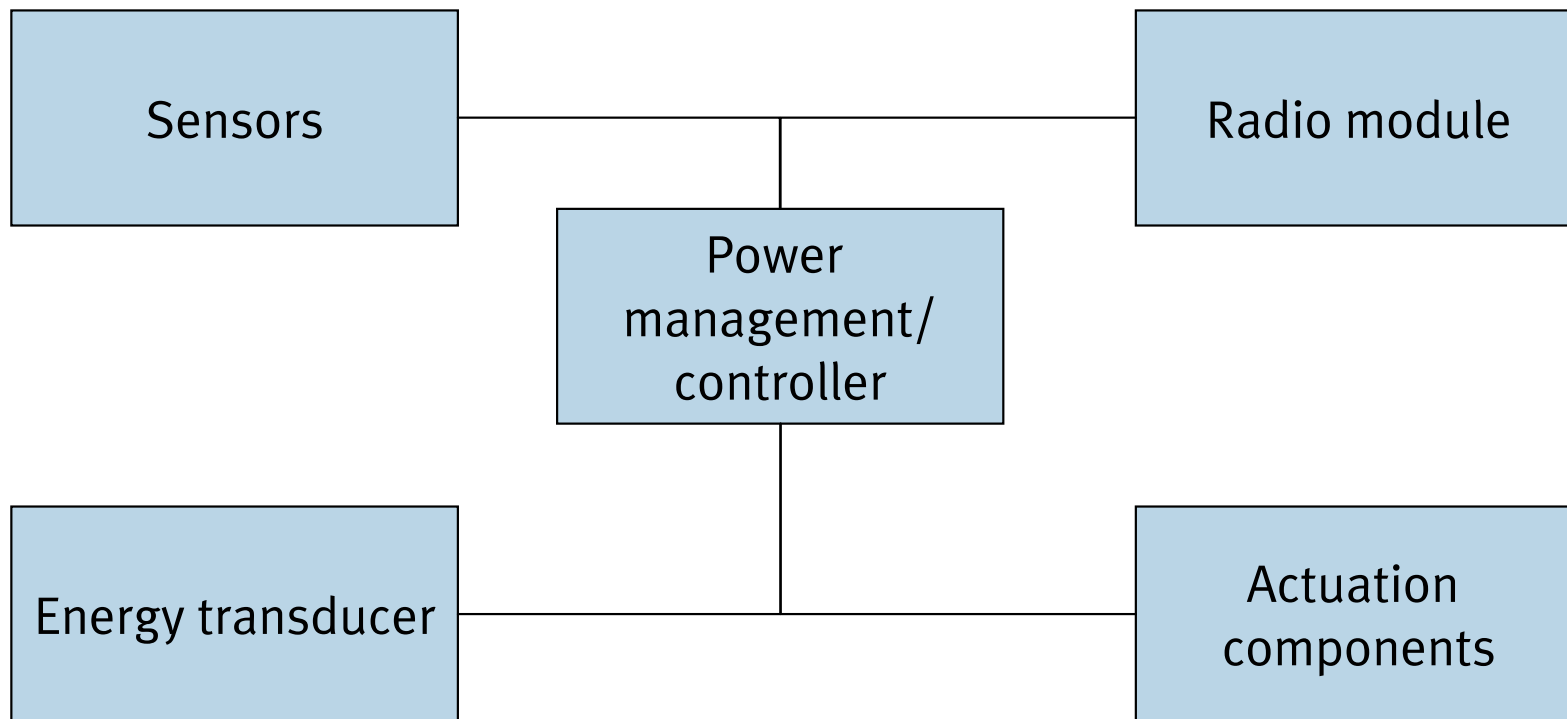 Sensors
Radio module
Power
management/
controller
Energy transducer
Actuation
components